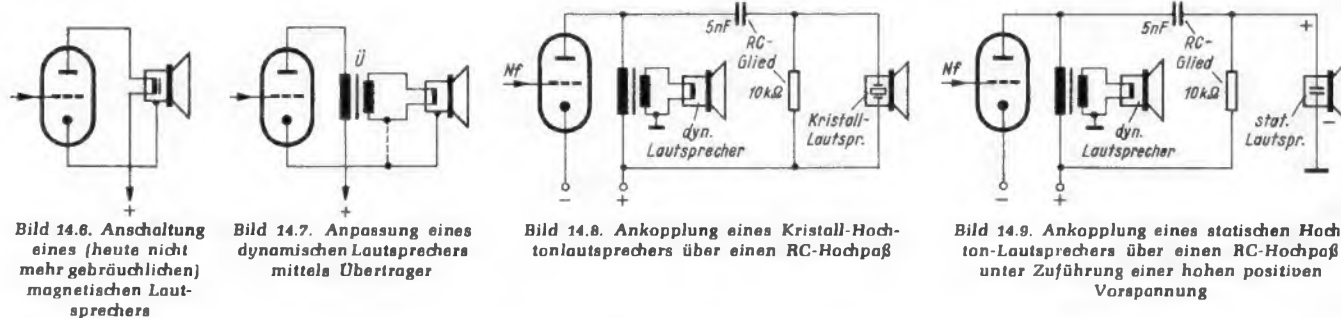 Ü
+
+
Nf
5nF
RC-
Glied
10kΩ
dyn.
Lautsprecher
Kristall-
Lautspr.
−
+
Nf
5nF
RC-
Glied
10kΩ
dyn.
Lautsprecher
+
stat.
Lautspr.
−
−
+
Bild 14.6. Anschaltung
eines (heute nicht
mehr gebräuchlichen)
magnetischen Laut-
sprechers
Bild 14.7. Anpassung eines
dynamischen Lautsprechers
mittels Übertrager
Bild 14.8. Ankopplung eines Kristall-Hoch-
tonlautsprechers über einen RC-Hochpaß
Bild 14.9. Ankopplung eines statischen Hoch
ton-Lautsprechers über einen RC-Hochpaß
unter Zuführung einer hohen positiven
Vorspannung